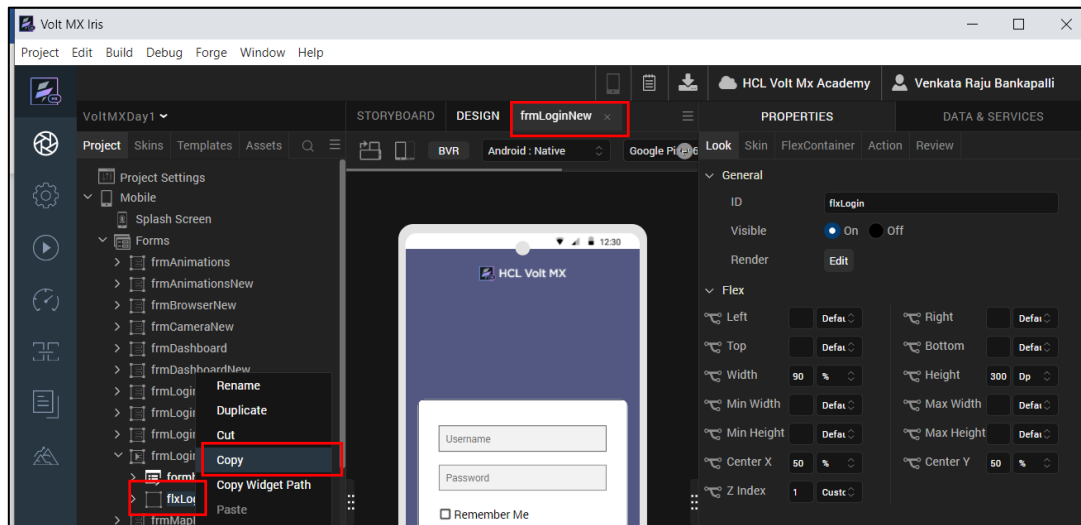 Volt MX Iris
Project Edit Build Debug Forge Window Help
HCL Volt Mx Academy
Venkata Raju Bankapalli
VoltMXDay1
STORYBOARD DESIGN frmLoginNew ×
PROPERTIES
DATA & SERVICES
Project Skins Templates Assets
BVR
Android : Native
Google
Look Skin FlexContainer Action Review
Project Settings
Mobile
Splash Screen
Forms
frmAnimations
frmAnimationsNew
frmBrowserNew
frmCameraNew
frmDashboard
frmDashboardNew
Rename
Duplicate
Cut
Copy
Copy Widget Path
Paste
12:30
HCL Volt MX
Username
Password
Remember Me
General
ID flxLogin
Visible On Off
Render Edit
Flex
Left Right
Top Bottom
Width 90 % Height 300 Dp
Min Width Max Width
Min Height Max Height
Center X 50 % Center Y 50 %
Z Index 1